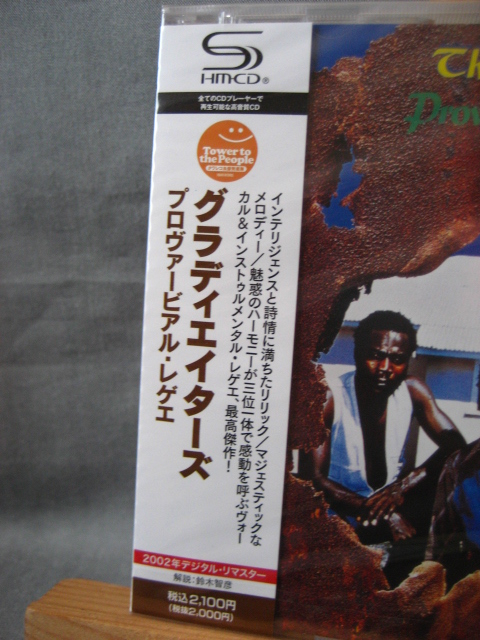 SHM-CD®
全てのCDプレーヤーで
再生可能な高音質CD
Tower to
the People
グラディエイターズ
プロヴァービアル・レゲエ
インテリジェンスと詩情に満ちたリリック/マジェスティックな
メロディー/魅惑のハーモニーが三位一体で感動を呼ぶヴォー
カル&インストゥルメンタル・レゲエ、最高傑作!
2002年デジタル・リマスター
解説:鈴木智彦
税込2,100円
(税抜2,000円)
Th
Prov